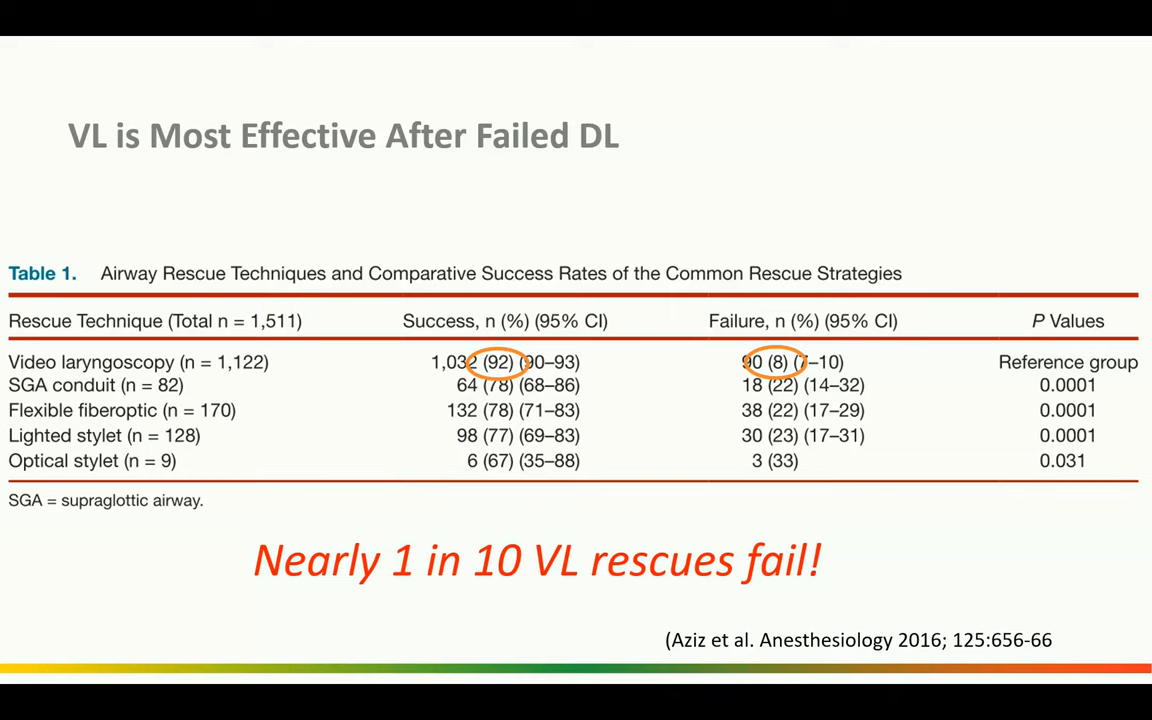 VL is Most Effective After Failed DL
Table 1. Airway Rescue Techniques and Comparative Success Rates of the Common Rescue Strategies
Rescue Technique (Total n = 1,511) Success, n (%) (95% CI) Failure, n (%) (95% CI) P Values
Video laryngoscopy (n = 1,122) 1,032 (92) (90–93) 90 (8) (7–10) Reference group
SGA conduit (n = 82) 64 (78) (68–86) 18 (22) (14–32) 0.0001
Flexible fiberoptic (n = 170) 132 (78) (71–83) 38 (22) (17–29) 0.0001
Lighted stylet (n = 128) 98 (77) (69–83) 30 (23) (17–31) 0.0001
Optical stylet (n = 9) 6 (67) (35–88) 3 (33) 0.031
SGA = supraglottic airway.
Nearly 1 in 10 VL rescues fail!
(Aziz et al. Anesthesiology 2016; 125:656-66